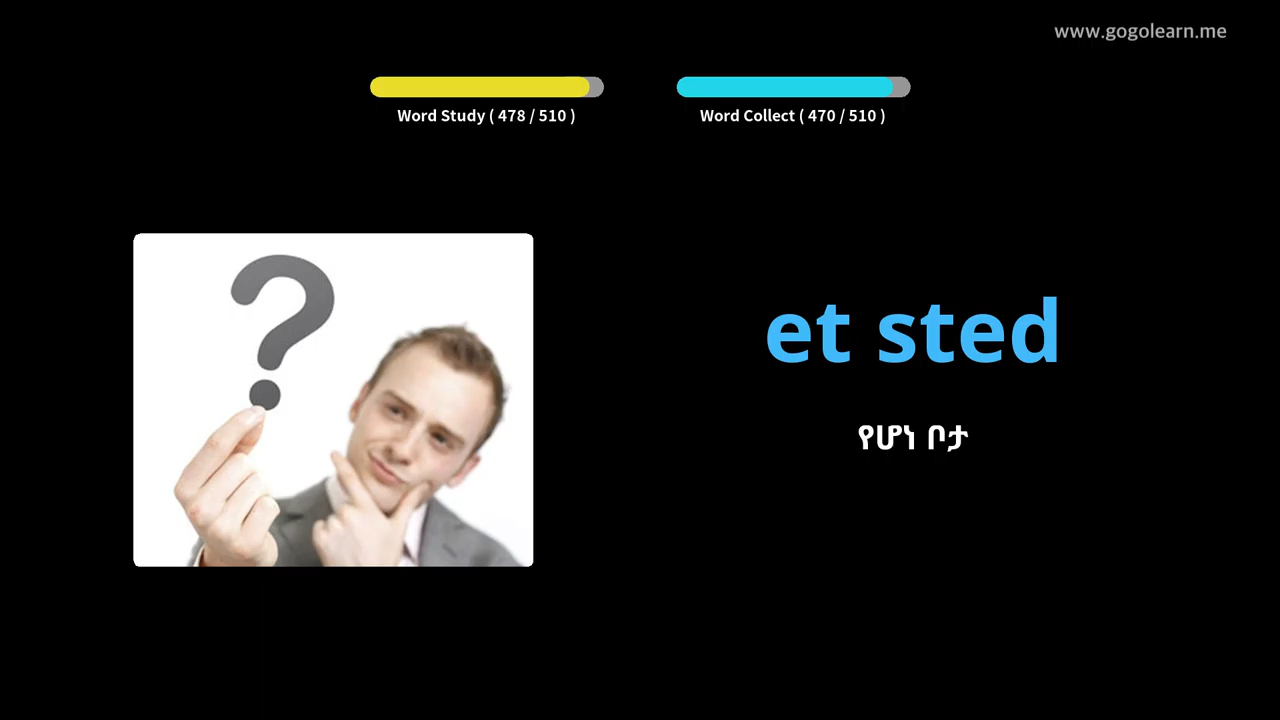 www.gogolearn.me
Word Study ( 478 / 510 )
Word Collect ( 470 / 510 )
?
et sted
የሆነ ቦታ